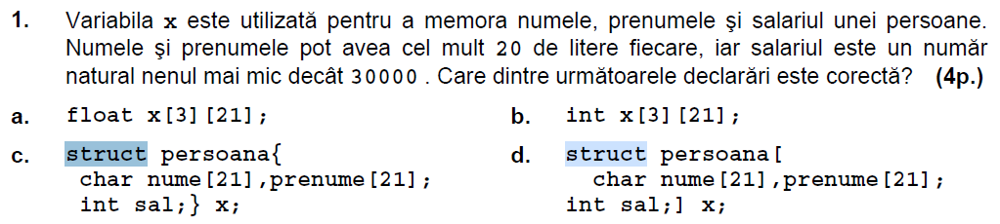 1. Variabila x este utilizată pentru a memora numele, prenumele şi salariul unei persoane.
Numele şi prenumele pot avea cel mult 20 de litere fiecare, iar salariul este un număr
natural nenul mai mic decât 30000 . Care dintre următoarele declarări este corectă? (4p.)
a. float x[3][21];
b. int x[3][21];
c. struct persoana{
char nume[21],prenume[21];
int sal;} x;
d. struct persoana[
char nume[21],prenume[21];
int sal;] x;